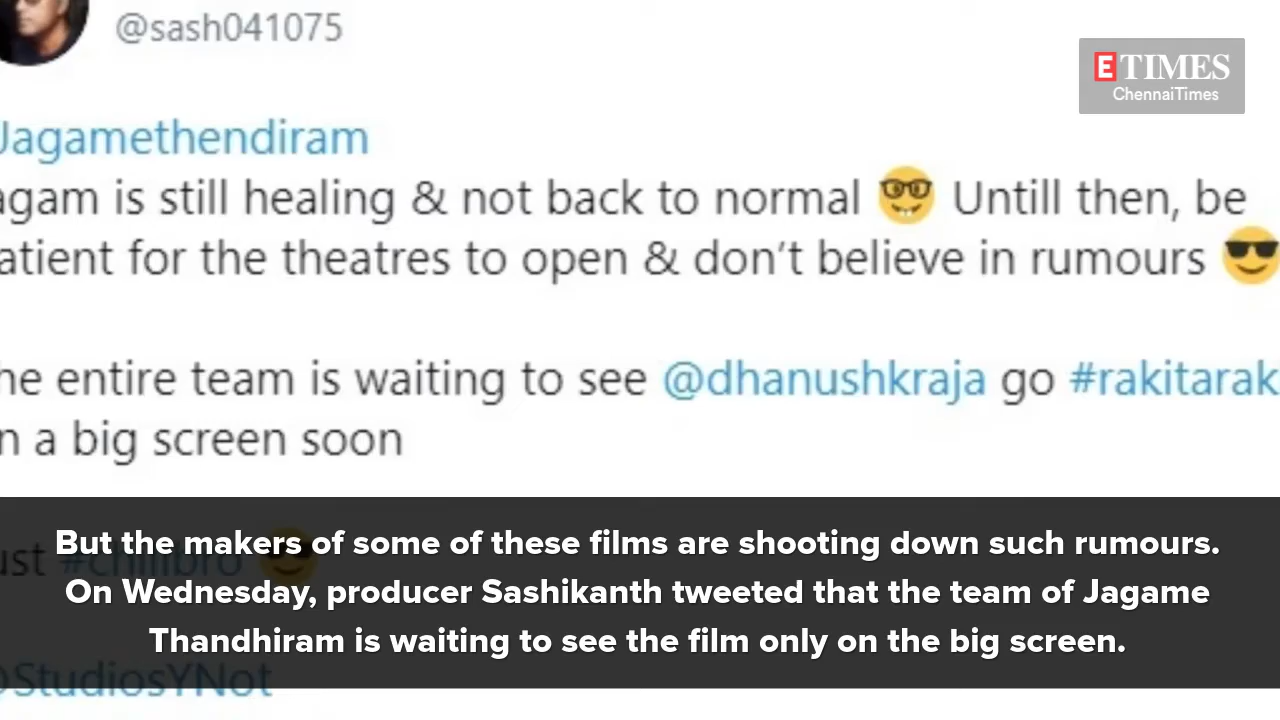 @sash041075
ETIMES
ChennaiTimes
Jagamethendiram
agam is still healing & not back to normal 🤓 Untill then, be
atient for the theatres to open & don't believe in rumours 😎
he entire team is waiting to see @dhanushkraja go #rakitarak
n a big screen soon
ust #chillbro 😎
But the makers of some of these films are shooting down such rumours.
On Wednesday, producer Sashikanth tweeted that the team of Jagame
Thandhiram is waiting to see the film only on the big screen.
@StudiosYNot